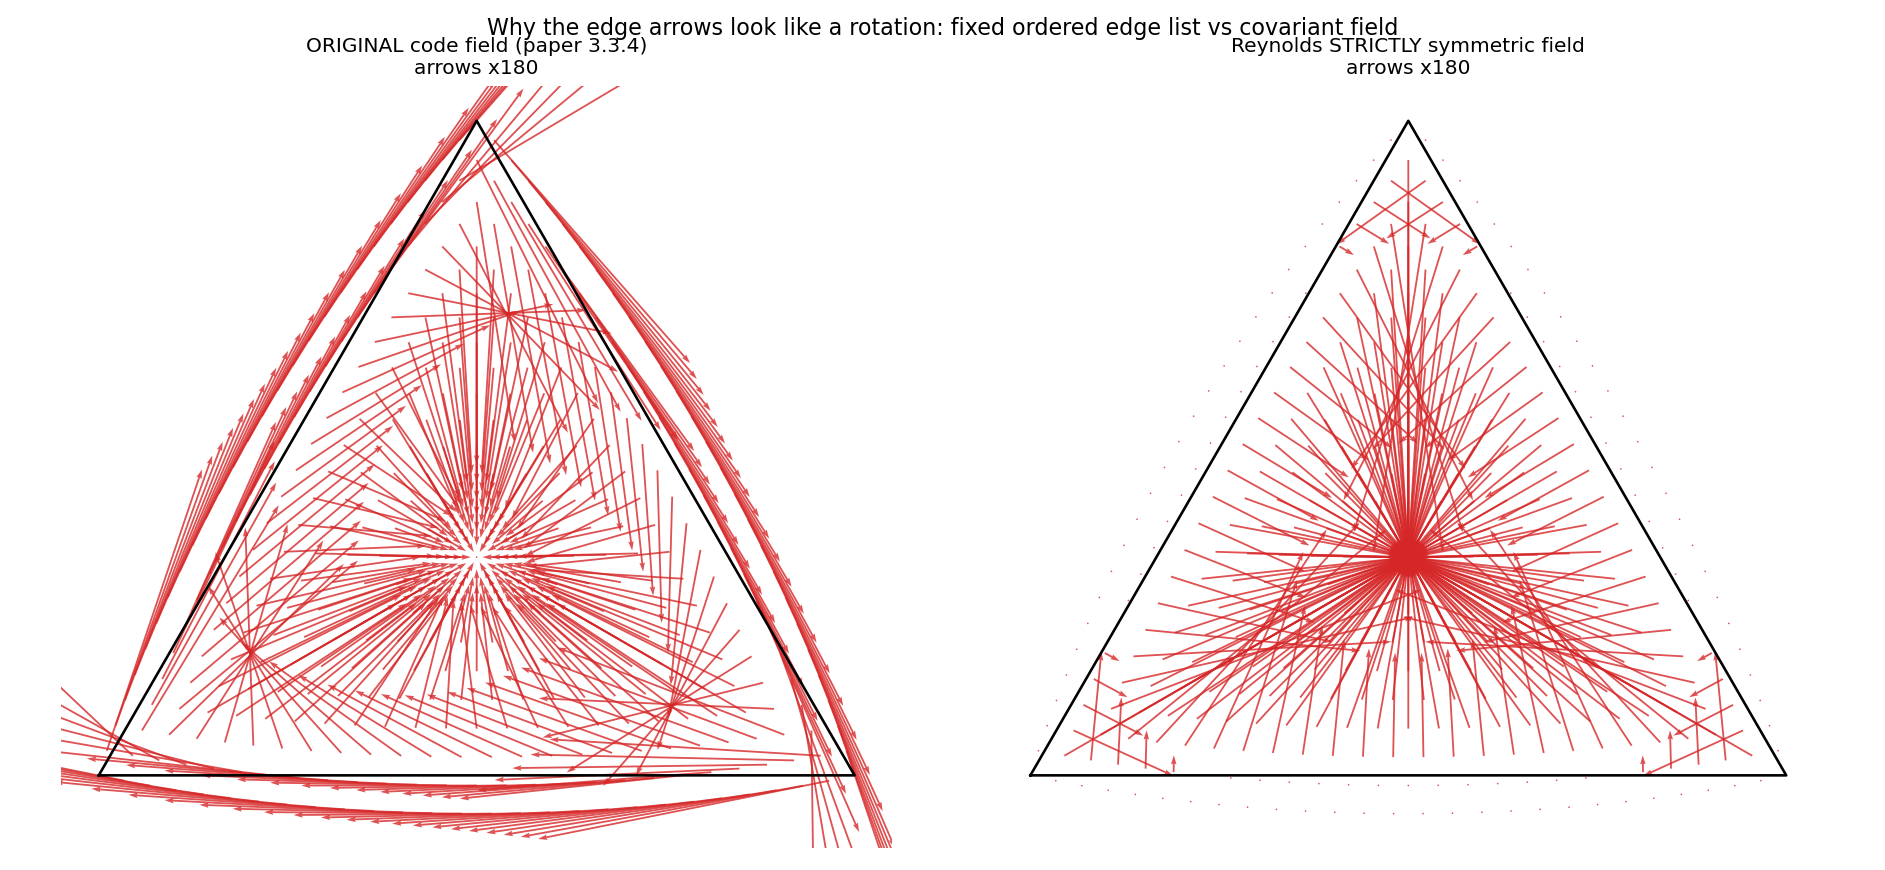 Why the edge arrows look like a rotation: fixed ordered edge list vs covariant field
ORIGINAL code field (paper 3.3.4)
arrows x180
Reynolds STRICTLY symmetric field
arrows x180